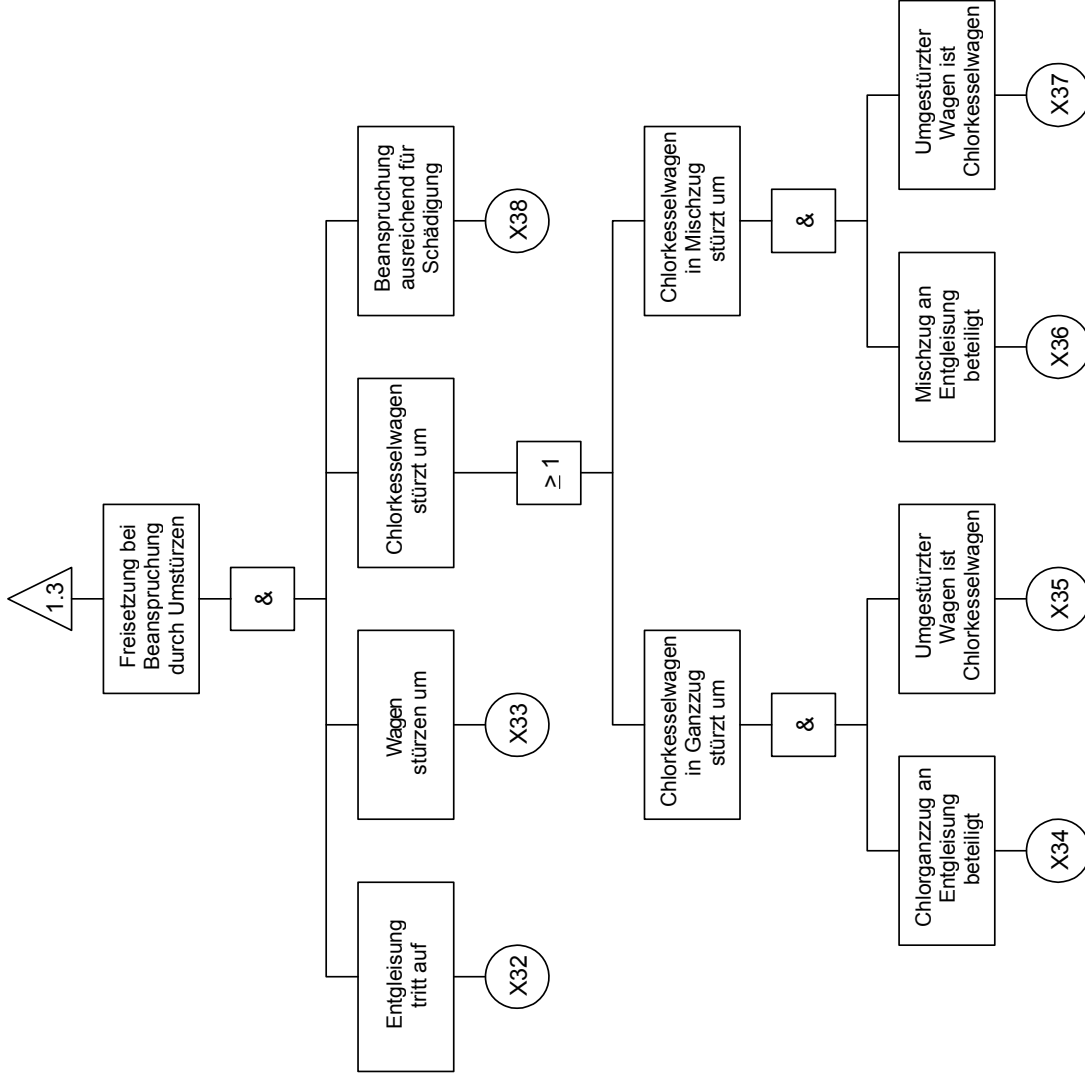 1.3
Freisetzung bei
Beanspruchung
durch Umstürzen
&
Entgleisung
tritt auf
X32
Wagen
stürzen um
X33
Chlorkesselwagen
stürzt um
Beanspruchung
ausreichend für
Schädigung
X38
≥ 1
Chlorkesselwagen
in Ganzzug
stürzt um
&
Chlorkesselwagen
in Mischzug
stürzt um
&
Chlorganzzug an
Entgleisung
beteiligt
X34
Umgestürzter
Wagen ist
Chlorkesselwagen
X35
Mischzug an
Entgleisung
beteiligt
X36
Umgestürzter
Wagen ist
Chlorkesselwagen
X37